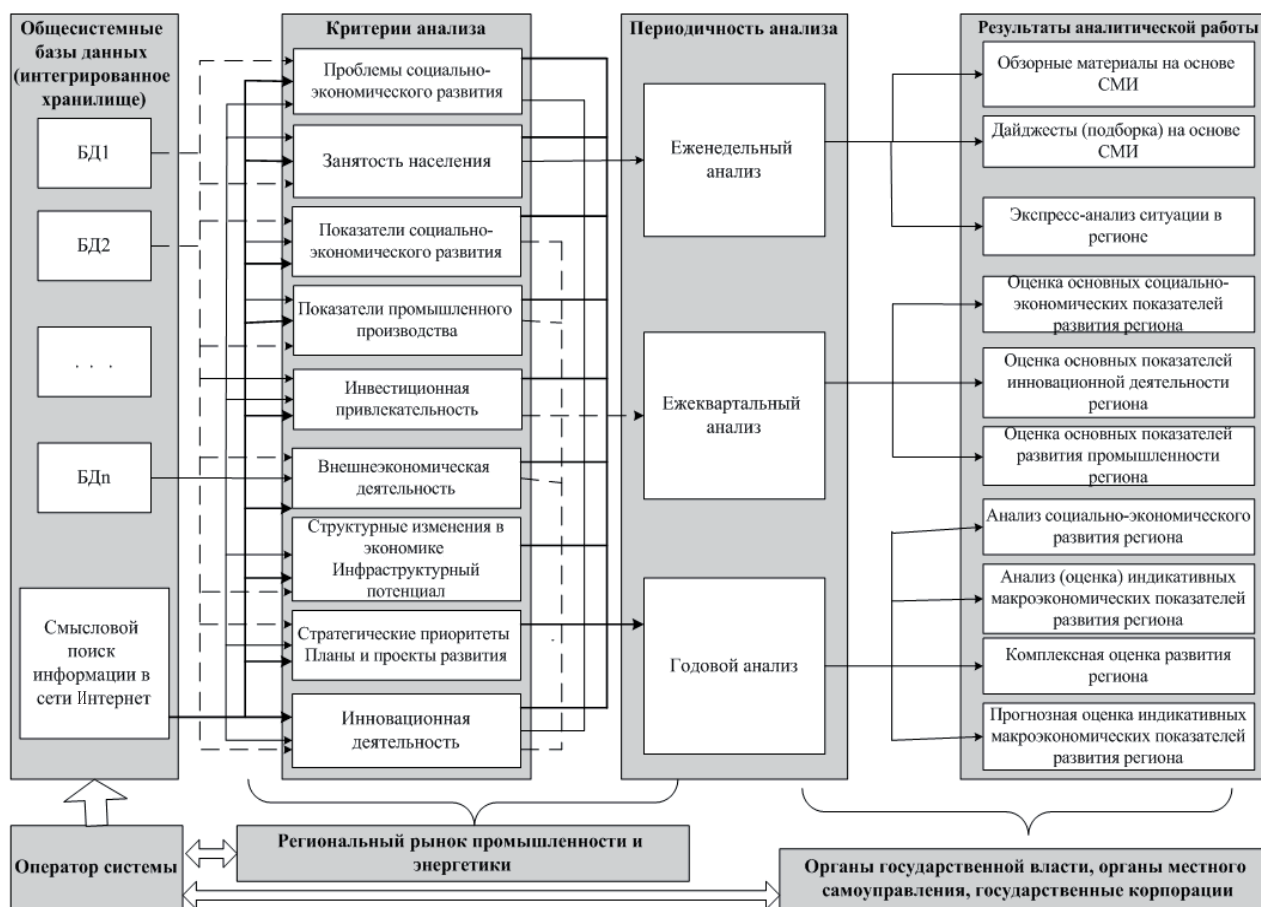 Общесистемные
базы данных
(интегрированное
хранилище)
БД1
БД2
. . .
БДn
Смысловой
поиск
информации в
сети Интернет
Критерии анализа
Проблемы социально-
экономического развития
Занятость населения
Показатели социально-
экономического развития
Показатели промышленного
производства
Инвестиционная
привлекательность
Внешнеэкономическая
деятельность
Структурные изменения в
экономике
Инфраструктурный
потенциал
Стратегические приоритеты
Планы и проекты развития
Инновационная
деятельность
Периодичность анализа
Еженедельный
анализ
Ежеквартальный
анализ
Годовой анализ
Результаты аналитической работы
Обзорные материалы на основе
СМИ
Дайджесты (подборка) на основе
СМИ
Экспресс-анализ ситуации в
регионе
Оценка основных социально-
экономических показателей
развития региона
Оценка основных показателей
инновационной деятельности
региона
Оценка основных показателей
развития промышленности
региона
Анализ социально-экономического
развития региона
Анализ (оценка) индикативных
макроэкономических показателей
развития региона
Комплексная оценка развития
региона
Прогнозная оценка индикативных
макроэкономических показателей
развития региона
Оператор системы
Региональный рынок промышленности и
энергетики
Органы государственной власти, органы местного
самоуправления, государственные корпорации